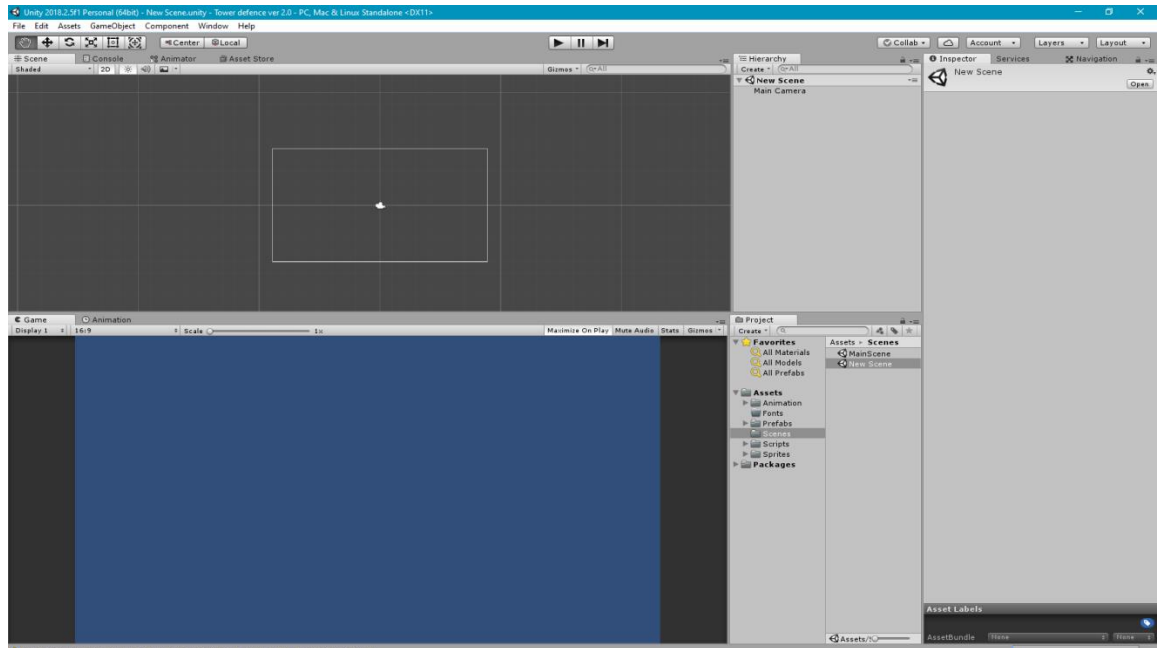 Unity 2018.2.5f1 Personal (64bit) - New Scene.unity - Tower defence ver 2.0 - PC, Mac & Linux Standalone <DX11>
File Edit Assets GameObject Component Window Help
Center Local Collab Account Layers Layout
Scene Console Animator Asset Store
Shaded 2D Gizmos All
Hierarchy
Create All
New Scene
Main Camera
Inspector Services Navigation
New Scene
Open
Game Animation
Display 1 16:9 Scale 1x Maximize On Play Mute Audio Stats Gizmos
Project
Create
Favorites
All Materials
All Models
All Prefabs
Assets
Animation
Fonts
Prefabs
Scenes
Scripts
Sprites
Packages
Assets Scenes
MainScene
New Scene
Assets/
Asset Labels
AssetBundle None None